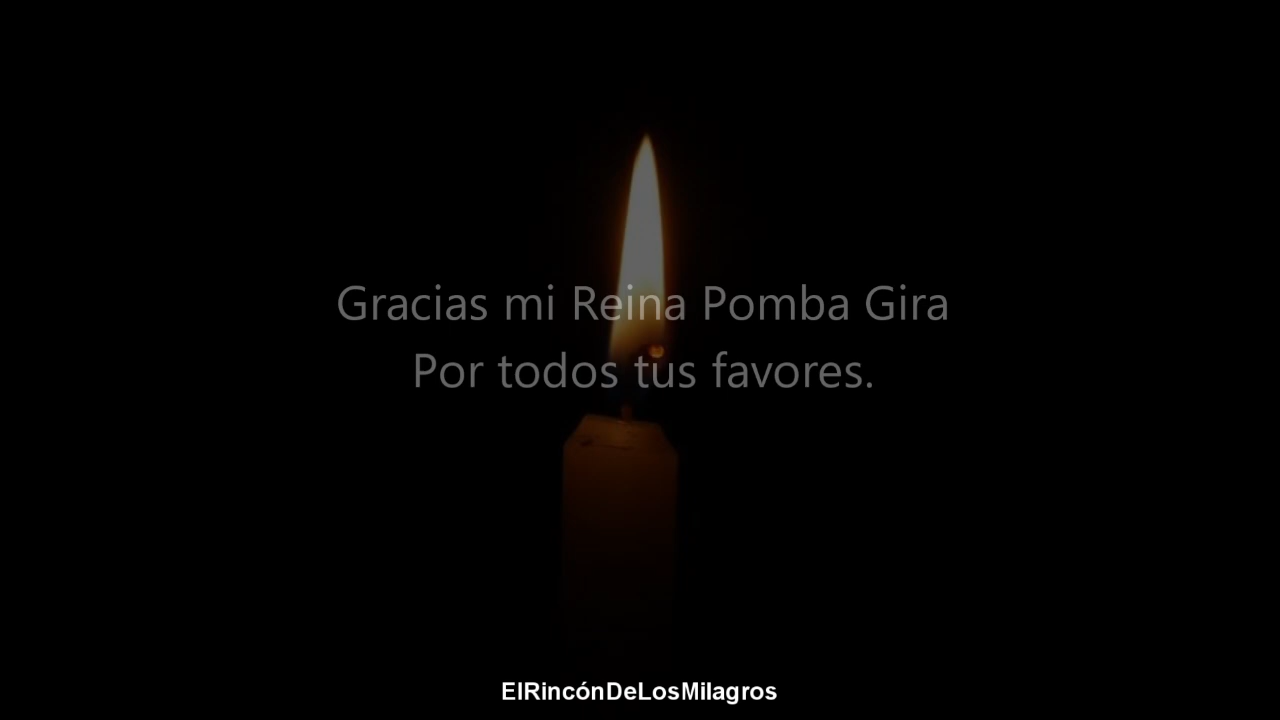 Gracias mi Reina Pomba Gira
Por todos tus favores.
ElRincónDeLosMilagros